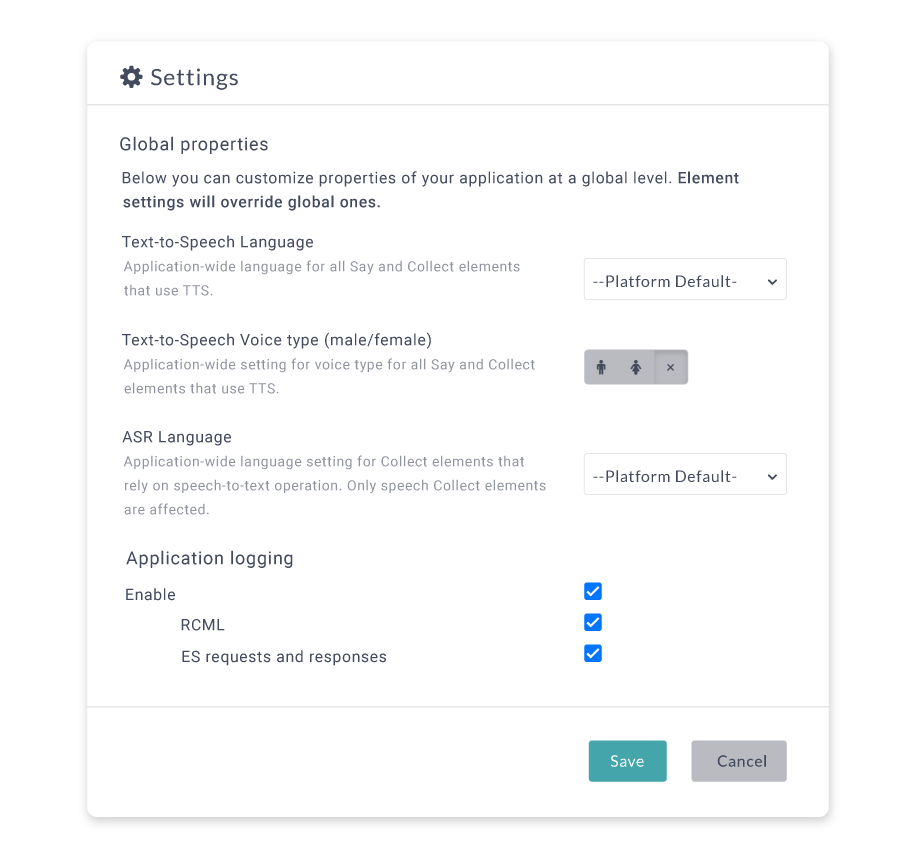 Settings
Global properties
Below you can customize properties of your application at a global level. Element
settings will override global ones.
Text-to-Speech Language
Application-wide language for all Say and Collect elements
that use TTS.
--Platform Default-
Text-to-Speech Voice type (male/female)
Application-wide setting for voice type for all Say and Collect
elements that use TTS.
ASR Language
Application-wide language setting for Collect elements that
rely on speech-to-text operation. Only speech Collect elements
are affected.
--Platform Default-
Application logging
Enable
RCML
ES requests and responses
Save
Cancel